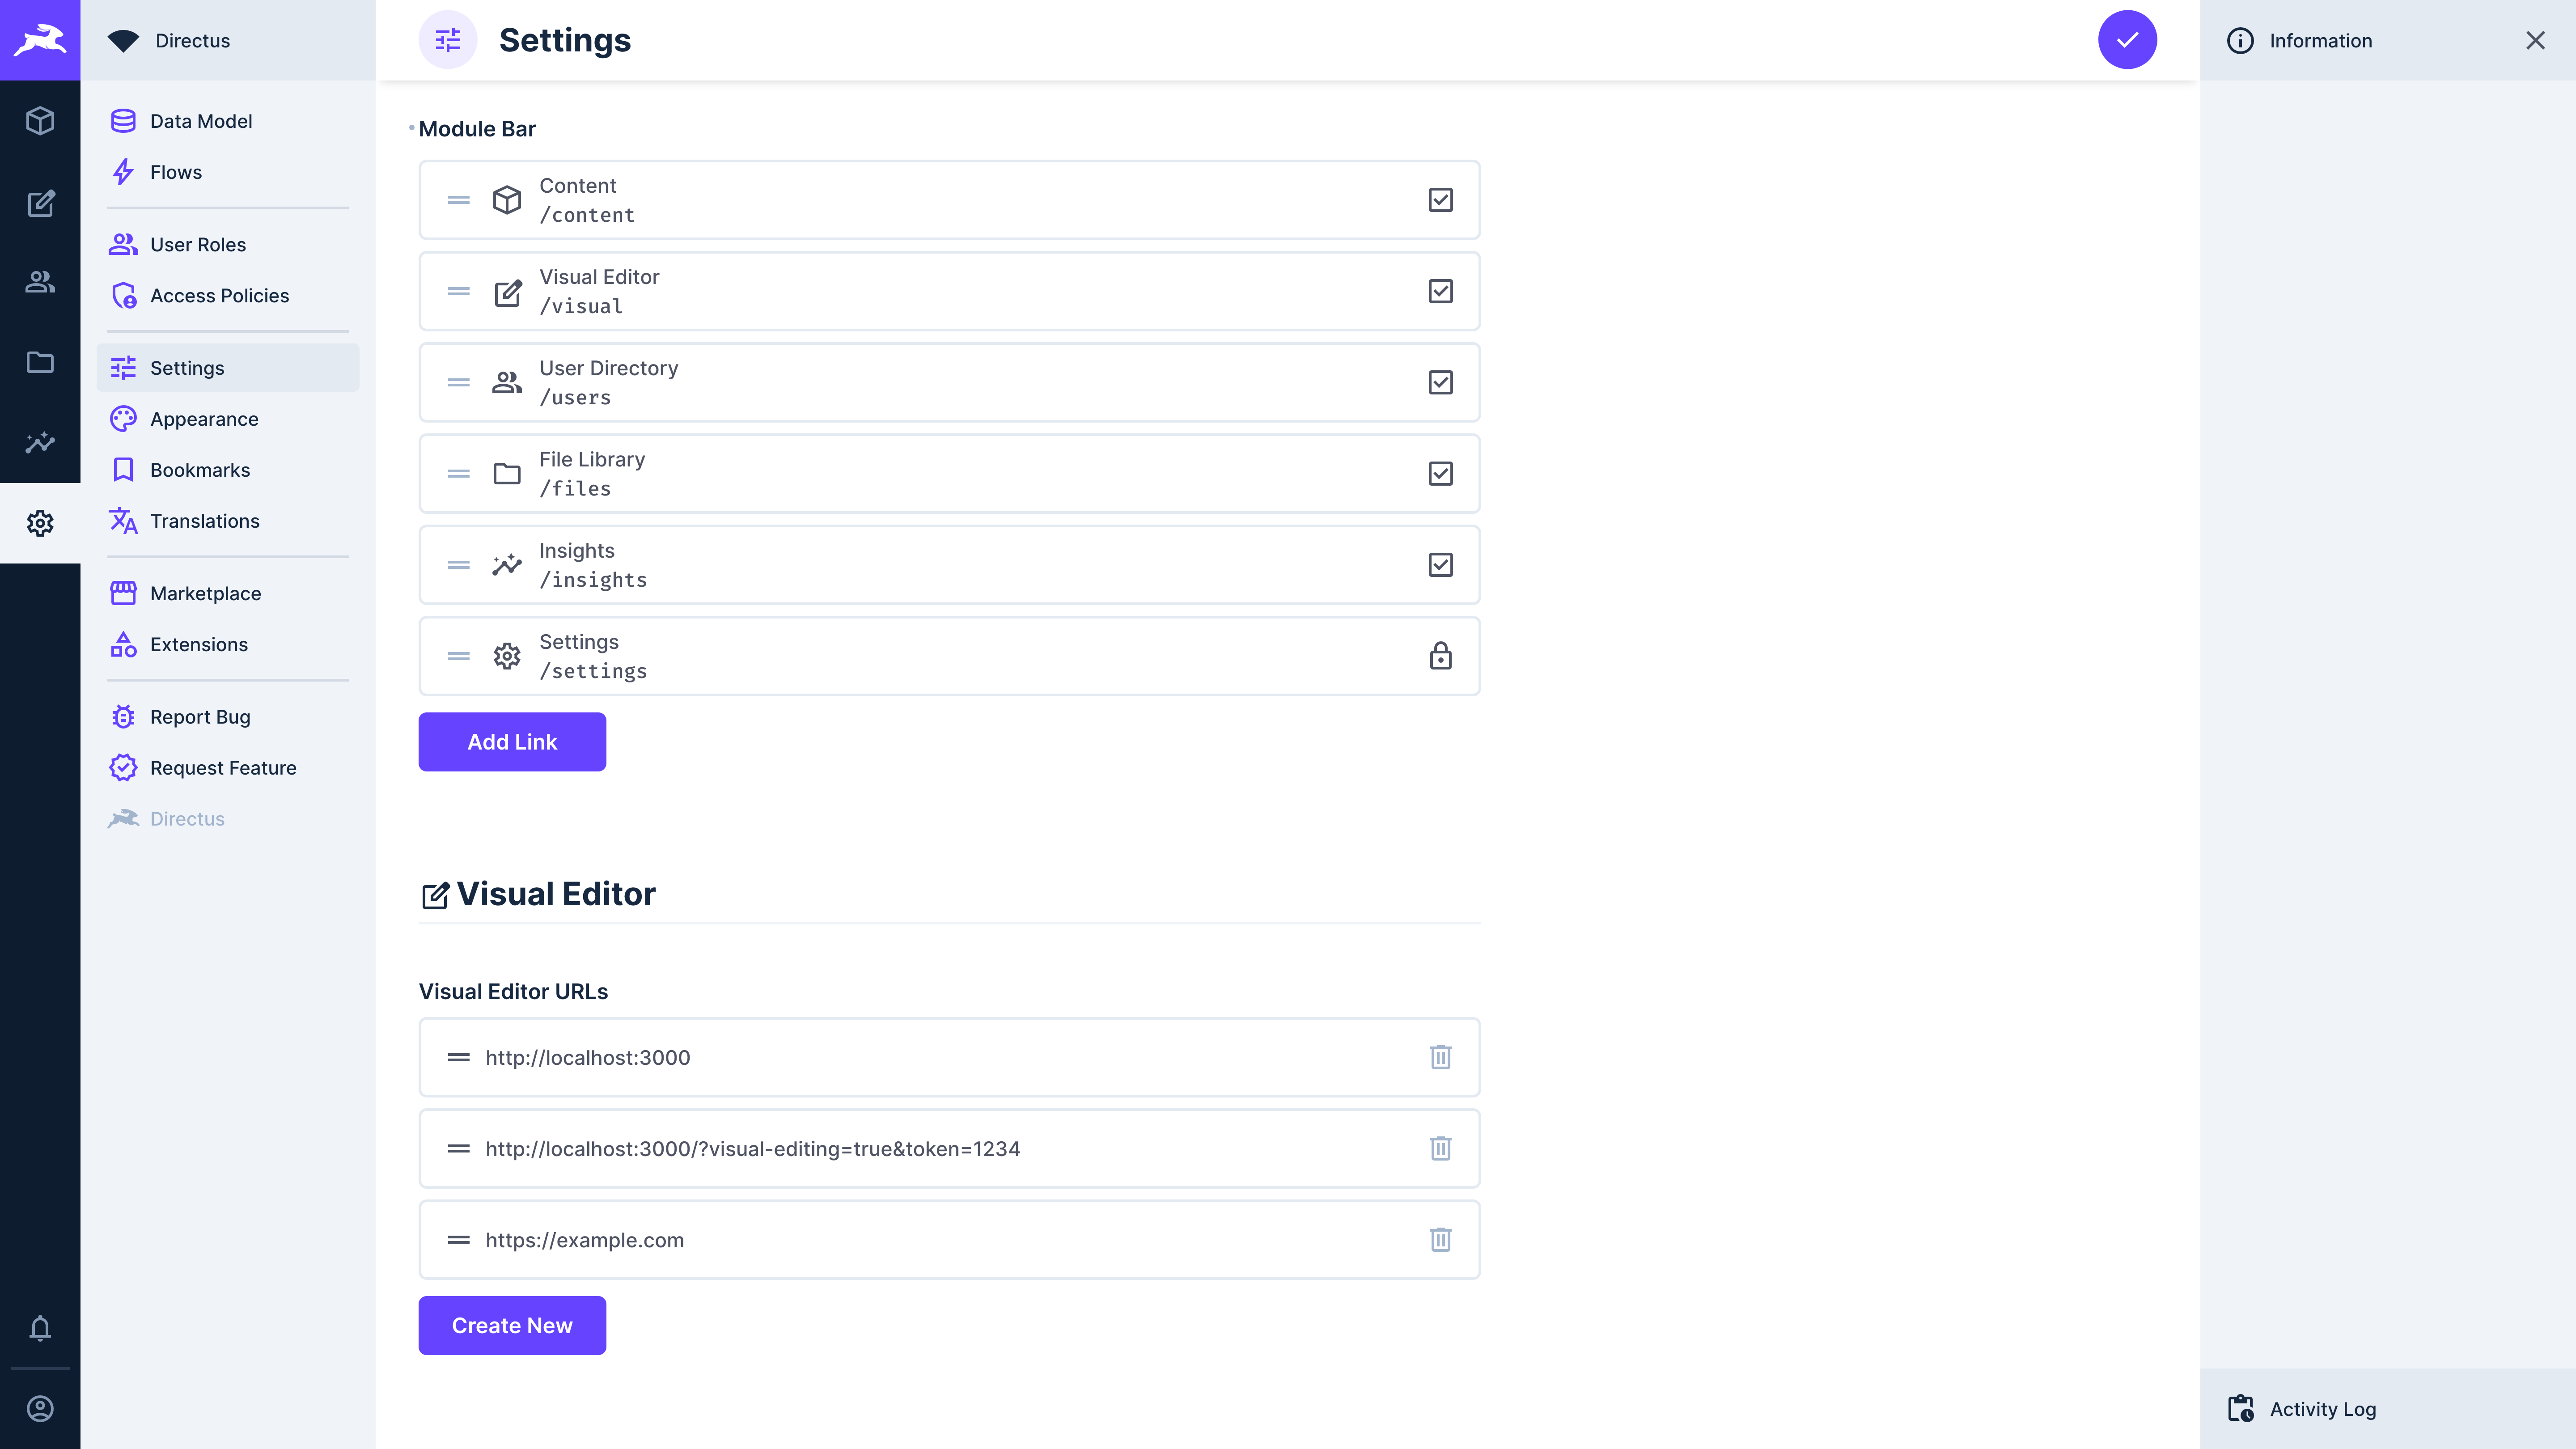 Directus
Data Model
Flows
User Roles
Access Policies
Settings
Appearance
Bookmarks
Translations
Marketplace
Extensions
Report Bug
Request Feature
Directus
Settings
Module Bar
Content
/content
Visual Editor
/visual
User Directory
/users
File Library
/files
Insights
/insights
Settings
/settings
Add Link
Visual Editor
Visual Editor URLs
http://localhost:3000
http://localhost:3000/?visual-editing=true&token=1234
https://example.com
Create New
Information
Activity Log